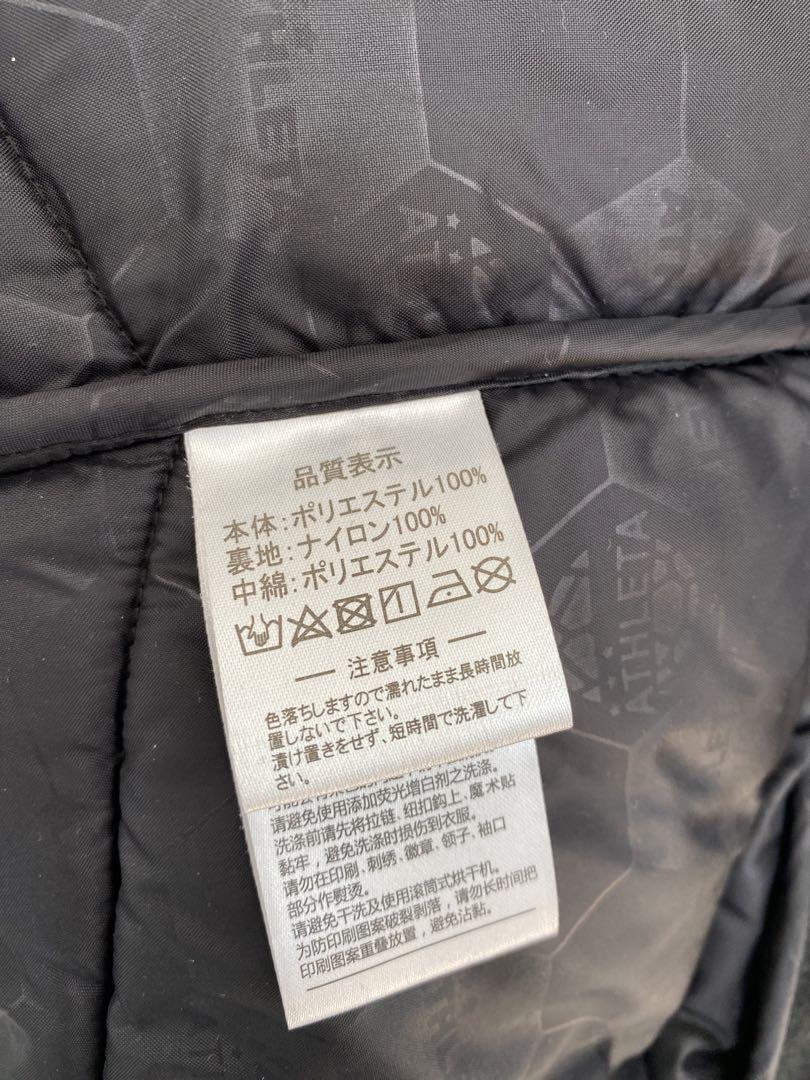 HLETA
ATHLETA
品質表示
本体:ポリエステル100%
裏地:ナイロン100%
中綿:ポリエステル100%
― 注意事項 ―
色落ちしますので濡れたまま長時間放
置しないで下さい。
漬け置きをせず、短時間で洗濯して下
さい。
请避免使用添加荧光增白剂之洗涤。
洗涤前请先将拉链、纽扣鈎上、魔术贴
黏牢，避免洗涤时损伤到衣服。
请勿在印刷、刺绣、徽章、领子、袖口
部分作熨烫。
请避免干洗及使用滚筒式烘干机。
为防印刷图案破裂剥落，请勿长时间把
印刷图案重叠放置，避免沾黏。